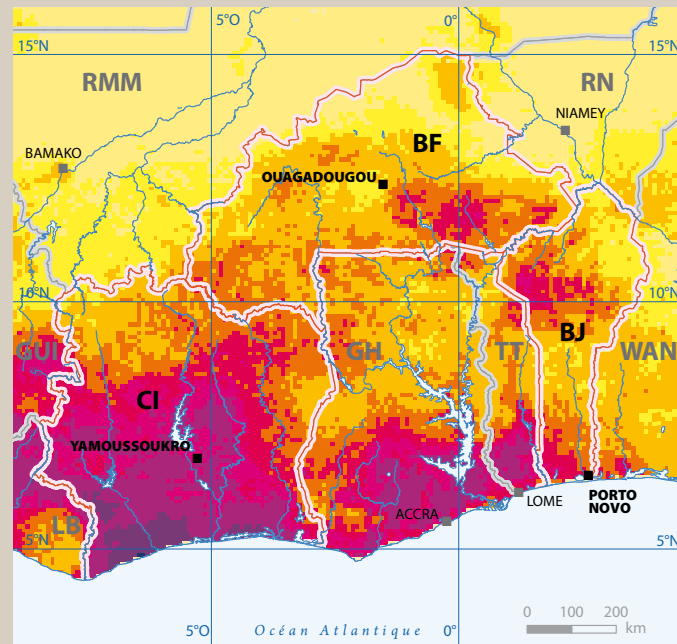 5°O
0°
15°N
15°N
RMM
RN
NIAMEY
BF
BAMAKO
OUAGADOUGOU
10°N
10°N
GUI
GH
TT
BJ
WAN
CI
YAMOUSSOUKRO
LB
ACCRA
LOME
PORTO
NOVO
5°N
5°N
5°O
Océan Atlantique
0°
0 100 200
km